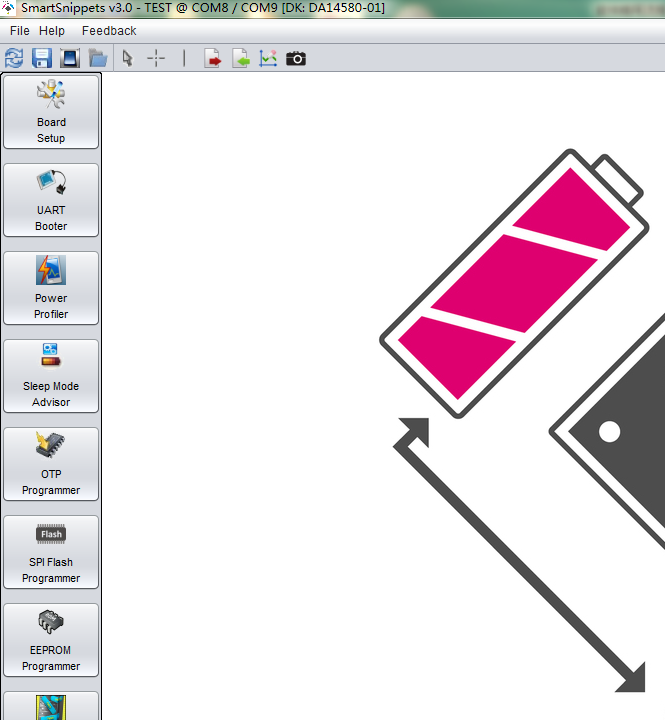 SmartSnippets v3.0 - TEST @ COM8 / COM9 [DK: DA14580-01]
File Help Feedback
Board
Setup
UART
Booter
Power
Profiler
Sleep Mode
Advisor
OTP
Programmer
Flash
SPI Flash
Programmer
EEPROM
Programmer